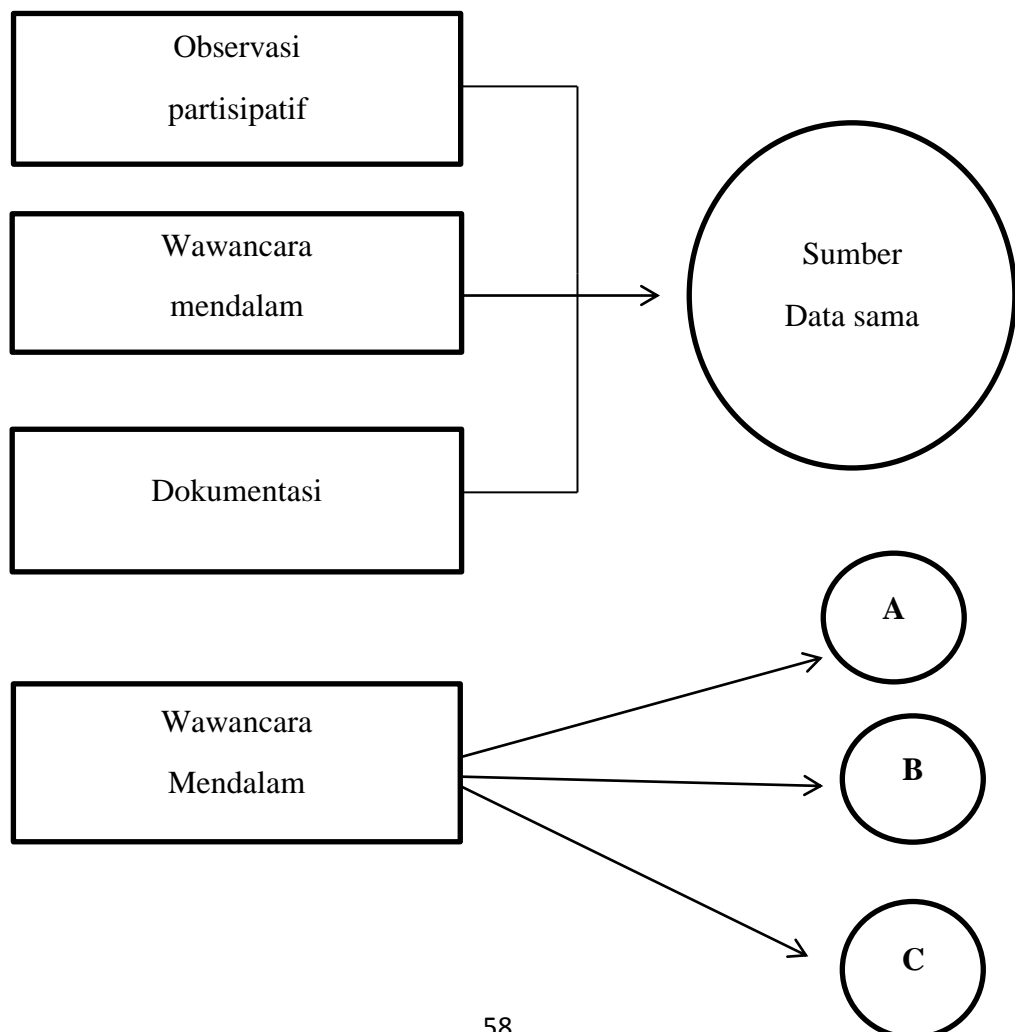 Observasi
partisipatif
Wawancara
mendalam
Sumber
Data sama
Dokumentasi
A
Wawancara
Mendalam
B
C
58